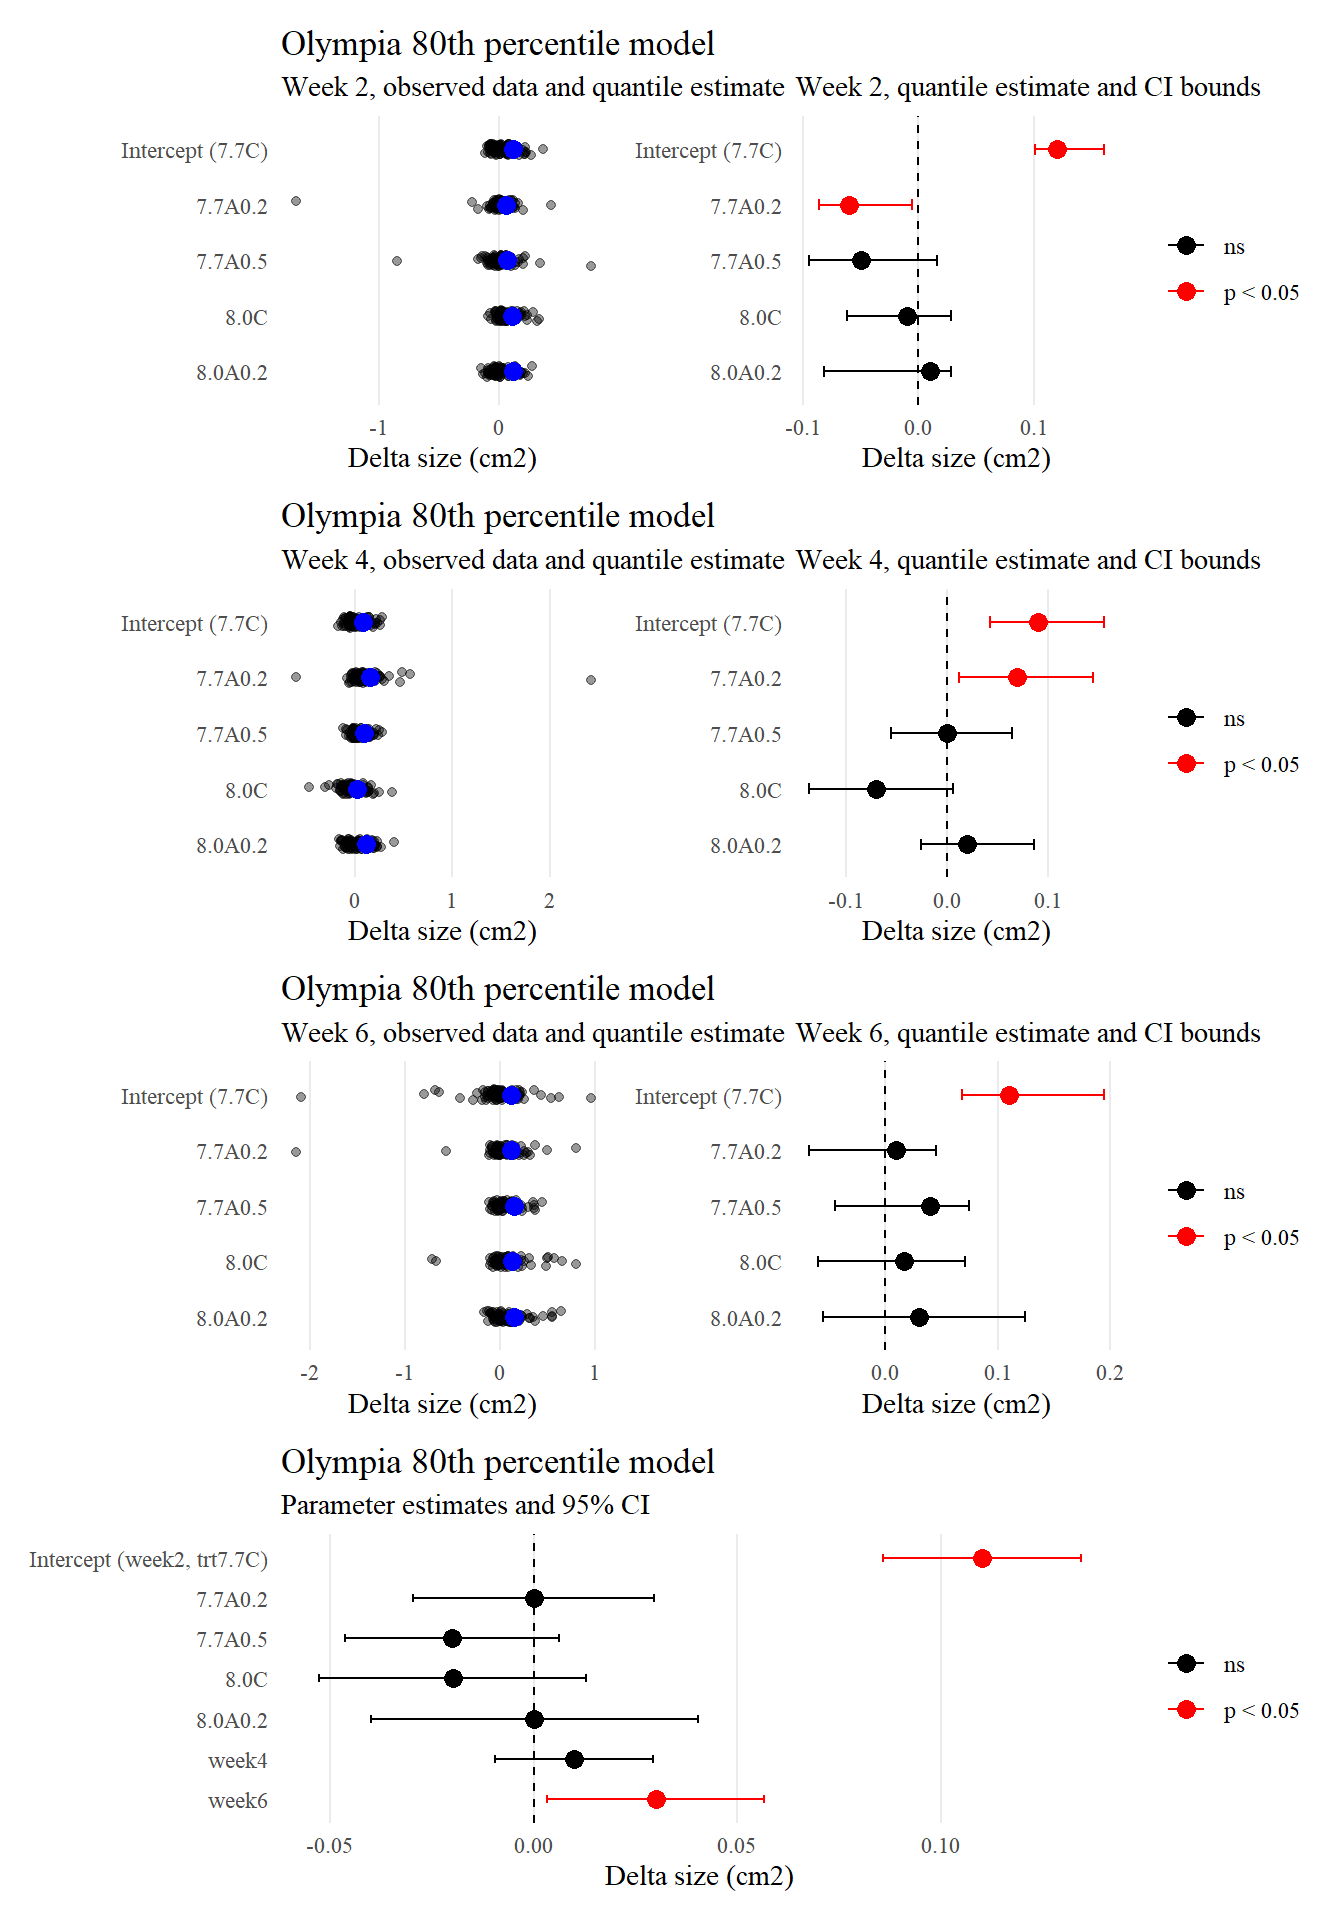 Olympia 80th percentile model
Week 2, observed data and quantile estimate Week 2, quantile estimate and CI bounds
Intercept (7.7C)
7.7A0.2
7.7A0.5
8.0C
8.0A0.2
-1 0
Delta size (cm2)
Intercept (7.7C)
7.7A0.2
7.7A0.5
8.0C
8.0A0.2
-0.1 0.0 0.1
Delta size (cm2)
ns
p < 0.05
Olympia 80th percentile model
Week 4, observed data and quantile estimate Week 4, quantile estimate and CI bounds
Intercept (7.7C)
7.7A0.2
7.7A0.5
8.0C
8.0A0.2
0 1 2
Delta size (cm2)
Intercept (7.7C)
7.7A0.2
7.7A0.5
8.0C
8.0A0.2
-0.1 0.0 0.1
Delta size (cm2)
ns
p < 0.05
Olympia 80th percentile model
Week 6, observed data and quantile estimate Week 6, quantile estimate and CI bounds
Intercept (7.7C)
7.7A0.2
7.7A0.5
8.0C
8.0A0.2
-2 -1 0 1
Delta size (cm2)
Intercept (7.7C)
7.7A0.2
7.7A0.5
8.0C
8.0A0.2
0.0 0.1 0.2
Delta size (cm2)
ns
p < 0.05
Olympia 80th percentile model
Parameter estimates and 95% CI
Intercept (week2, trt7.7C)
7.7A0.2
7.7A0.5
8.0C
8.0A0.2
week4
week6
-0.05 0.00 0.05 0.10
Delta size (cm2)
ns
p < 0.05